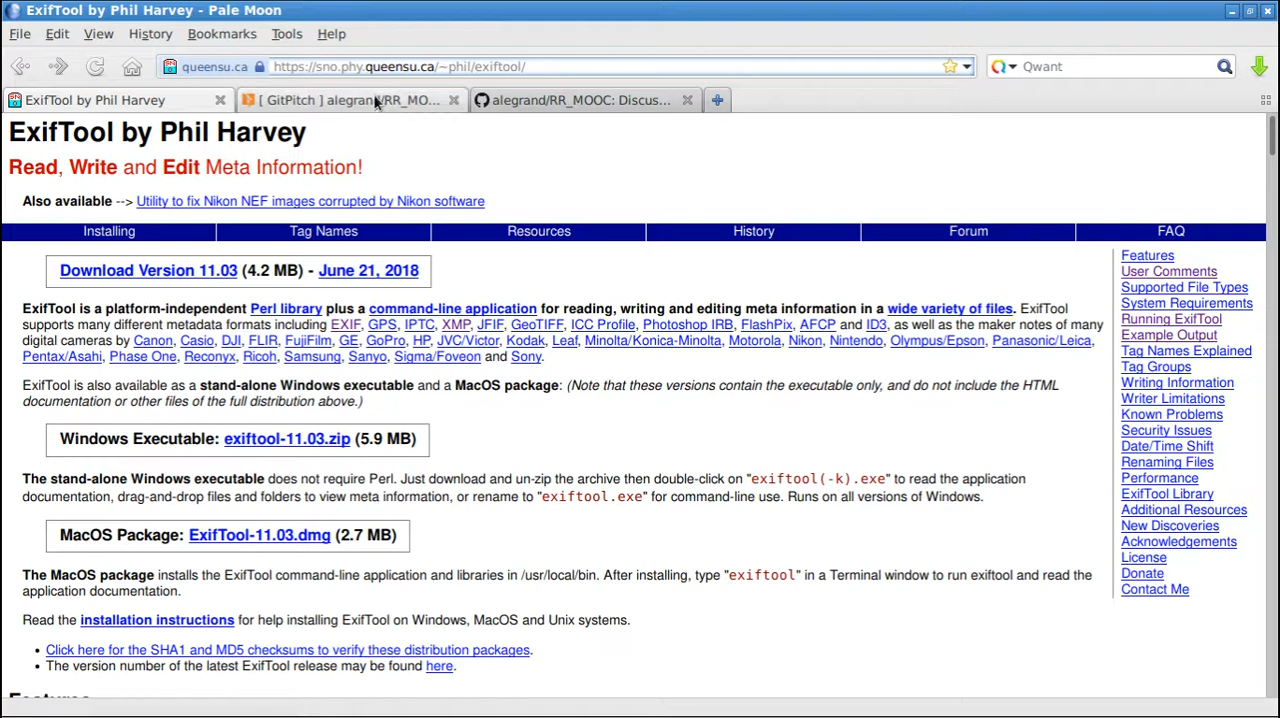 ExifTool by Phil Harvey - Pale Moon
File Edit View History Bookmarks Tools Help
queensu.ca https://sno.phy.queensu.ca/~phil/exiftool/ Qwant
ExifTool by Phil Harvey [ GitPitch ] alegrand/RR_MO... alegrand/RR_MOOC: Discus...
ExifTool by Phil Harvey
Read, Write and Edit Meta Information!
Also available --> Utility to fix Nikon NEF images corrupted by Nikon software
Installing Tag Names Resources History Forum FAQ
Download Version 11.03 (4.2 MB) - June 21, 2018
ExifTool is a platform-independent Perl library plus a command-line application for reading, writing and editing meta information in a wide variety of files. ExifTool
supports many different metadata formats including EXIF, GPS, IPTC, XMP, JFIF, GeoTIFF, ICC Profile, Photoshop IRB, FlashPix, AFCP and ID3, as well as the maker notes of many
digital cameras by Canon, Casio, DJI, FLIR, FujiFilm, GE, GoPro, HP, JVC/Victor, Kodak, Leaf, Minolta/Konica-Minolta, Motorola, Nikon, Nintendo, Olympus/Epson, Panasonic/Leica,
Pentax/Asahi, Phase One, Reconyx, Ricoh, Samsung, Sanyo, Sigma/Foveon and Sony.
ExifTool is also available as a stand-alone Windows executable and a MacOS package: (Note that these versions contain the executable only, and do not include the HTML
documentation or other files of the full distribution above.)
Windows Executable: exiftool-11.03.zip (5.9 MB)
The stand-alone Windows executable does not require Perl. Just download and un-zip the archive then double-click on "exiftool(-k).exe" to read the application
documentation, drag-and-drop files and folders to view meta information, or rename to "exiftool.exe" for command-line use. Runs on all versions of Windows.
MacOS Package: ExifTool-11.03.dmg (2.7 MB)
The MacOS package installs the ExifTool command-line application and libraries in /usr/local/bin. After installing, type "exiftool" in a Terminal window to run exiftool and read the
application documentation.
Read the installation instructions for help installing ExifTool on Windows, MacOS and Unix systems.
• Click here for the SHA1 and MD5 checksums to verify these distribution packages.
• The version number of the latest ExifTool release may be found here.
Features
Features
User Comments
Supported File Types
System Requirements
Running ExifTool
Example Output
Tag Names Explained
Tag Groups
Writing Information
Writer Limitations
Known Problems
Security Issues
Date/Time Shift
Renaming Files
Performance
ExifTool Library
Additional Resources
New Discoveries
Acknowledgements
License
Donate
Contact Me